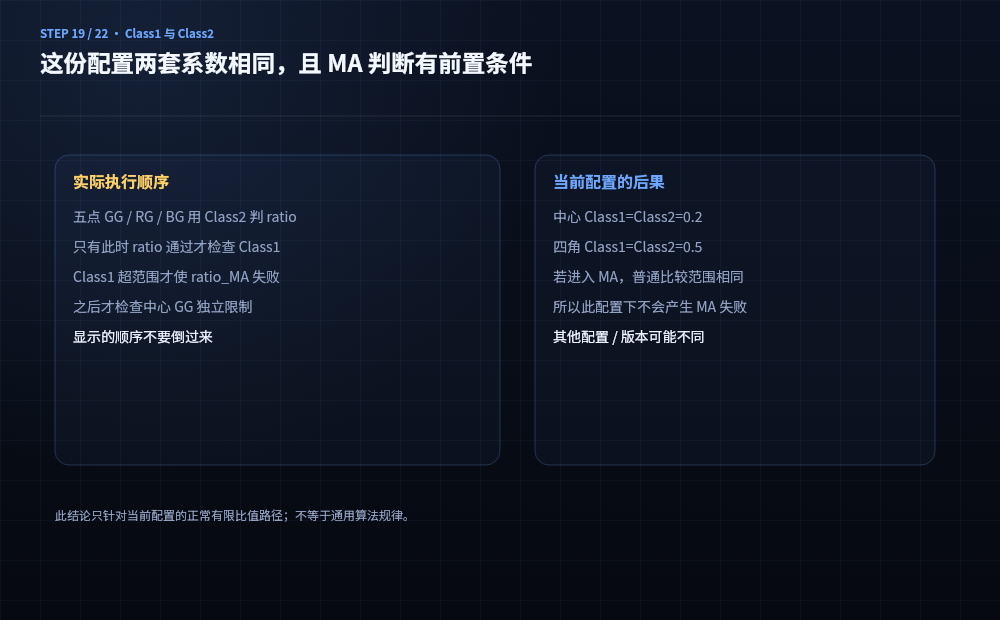 STEP 19 / 22 · Class1 与 Class2
这份配置两套系数相同，且 MA 判断有前置条件
实际执行顺序
五点 GG / RG / BG 用 Class2 判 ratio
只有此时 ratio 通过才检查 Class1
Class1 超范围才使 ratio_MA 失败
之后才检查中心 GG 独立限制
显示的顺序不要倒过来
当前配置的后果
中心 Class1=Class2=0.2
四角 Class1=Class2=0.5
若进入 MA，普通比较范围相同
所以此配置下不会产生 MA 失败
其他配置 / 版本可能不同
此结论只针对当前配置的正常有限比值路径；不等于通用算法规律。